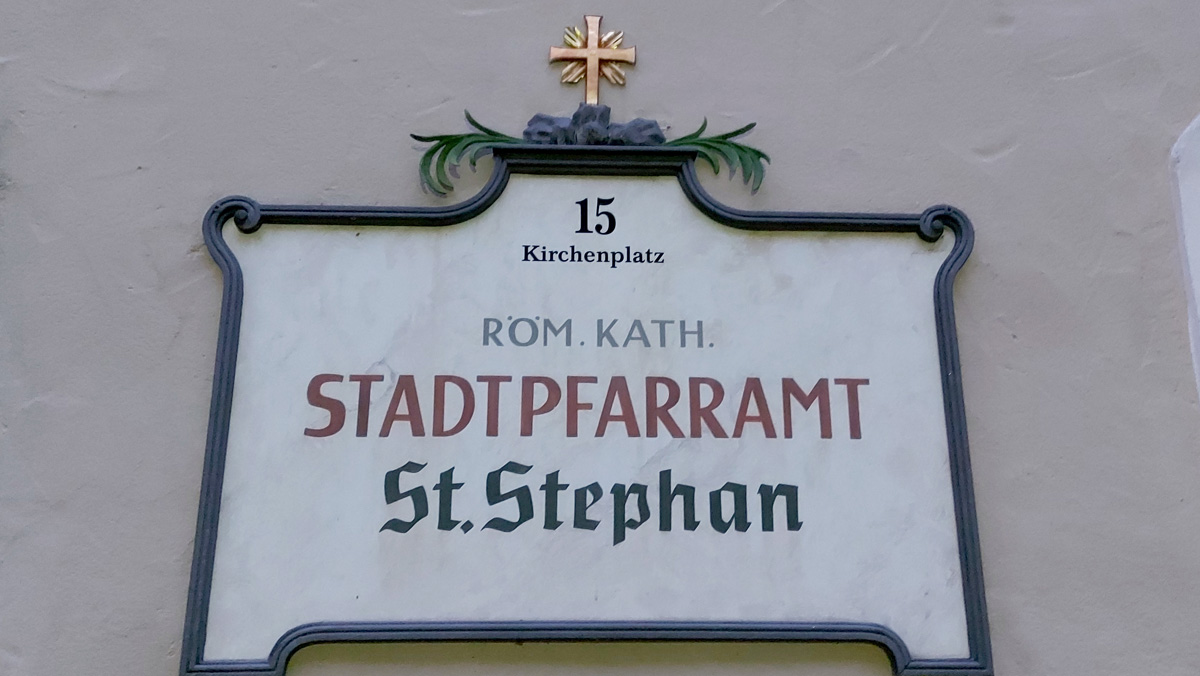 15
Kirchenplatz
RÖM. KATH.
STADTPFARRAMT
St. Stephan